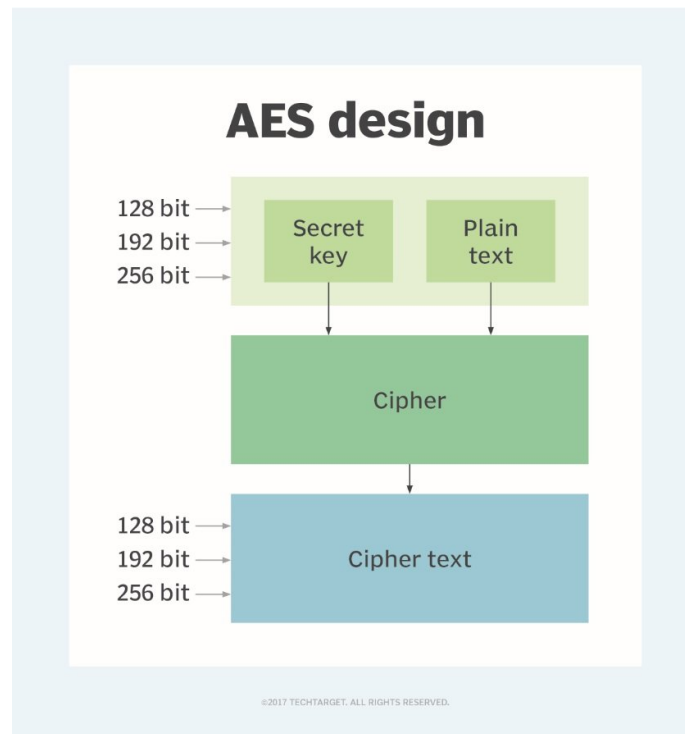 AES design
128 bit
192 bit
256 bit
Secret
key
Plain
text
Cipher
128 bit
192 bit
256 bit
Cipher text
©2017 TECHTARGET. ALL RIGHTS RESERVED.